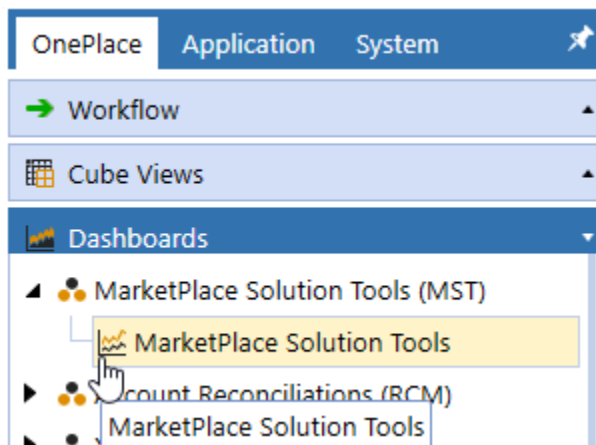 OnePlace Application System
Workflow
Cube Views
Dashboards
MarketPlace Solution Tools (MST)
MarketPlace Solution Tools
Account Reconciliations (RCM)
MarketPlace Solution Tools